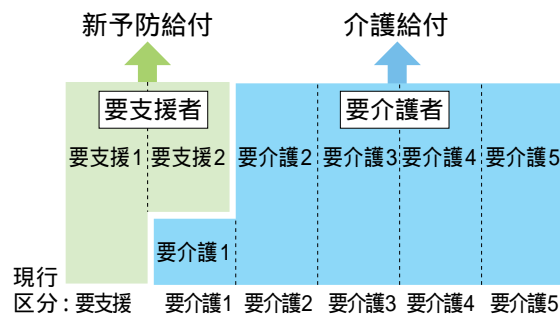 新予防給付 介護給付
要支援者 要介護者
要支援1 要支援2 要介護2 要介護3 要介護4 要介護5
要介護1
現行
区分：要支援 要介護1 要介護2 要介護3 要介護4 要介護5